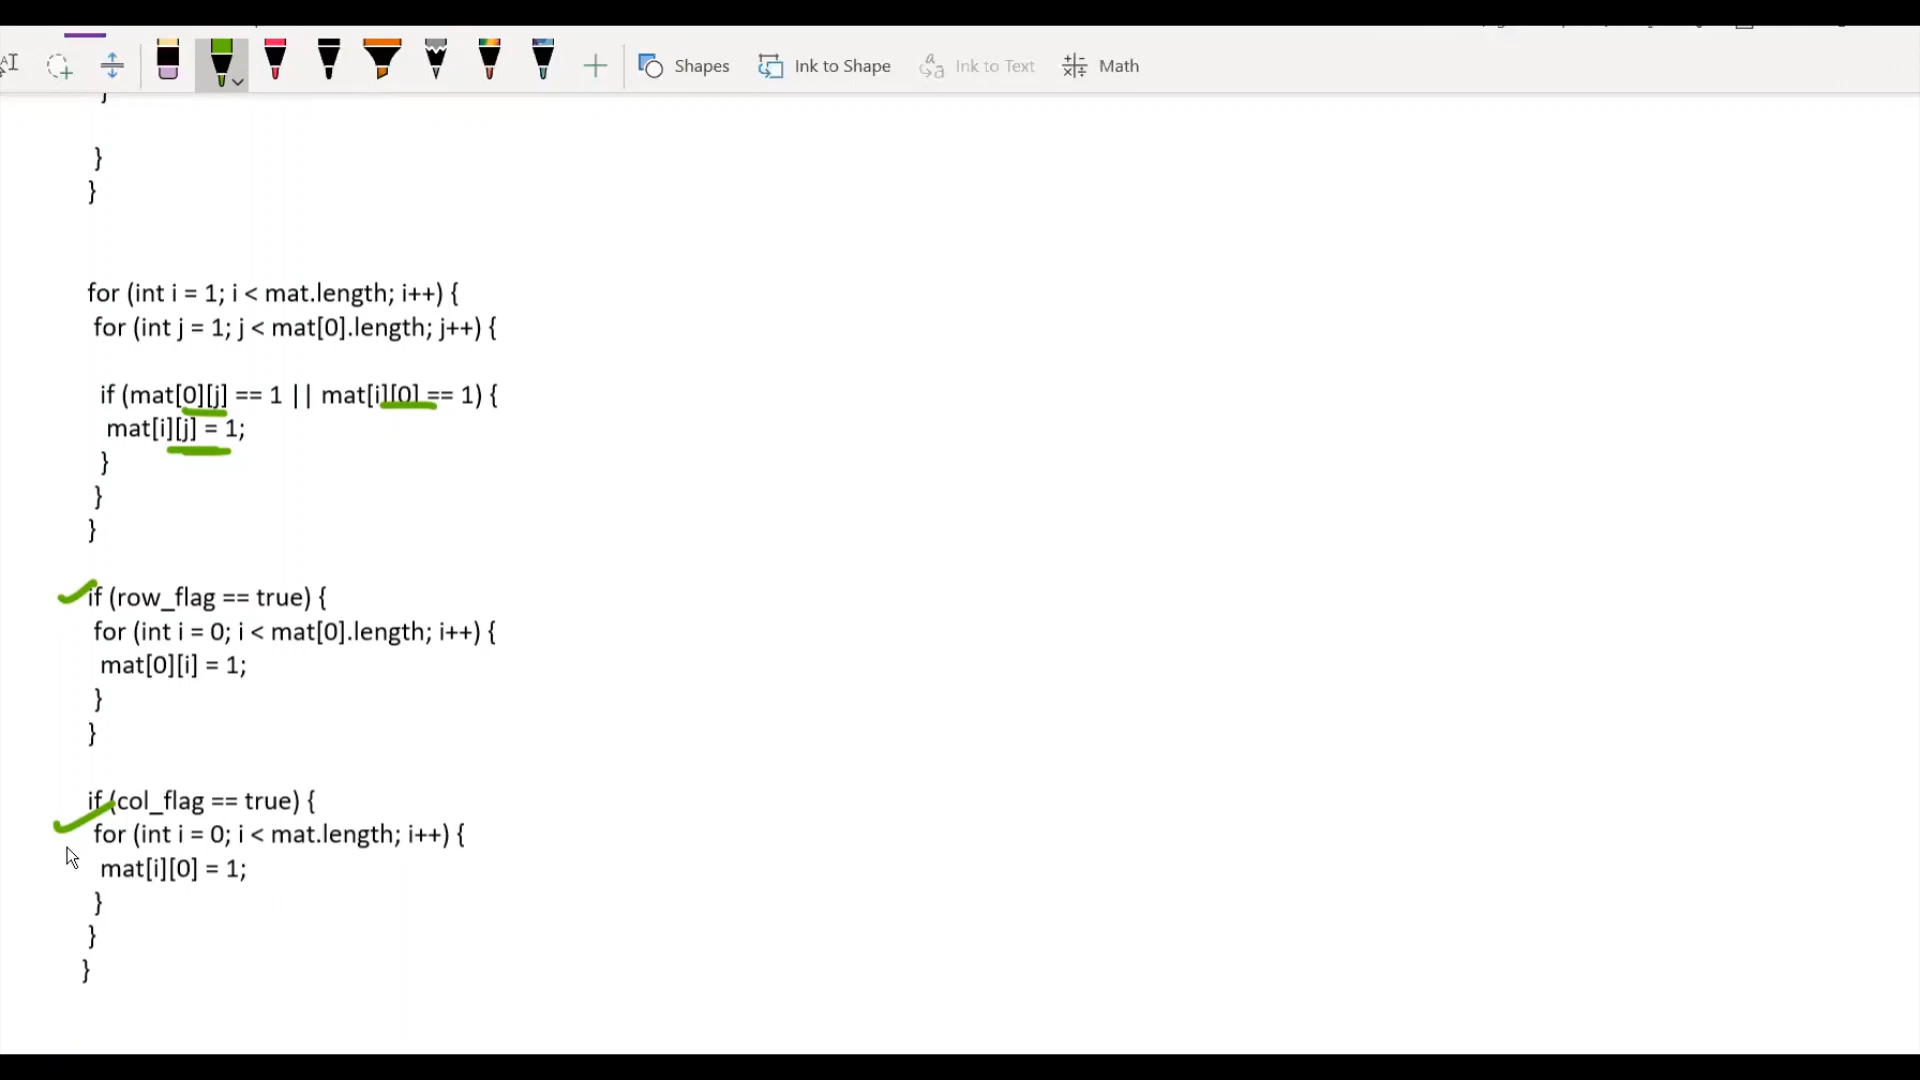 Shapes
Ink to Shape
Ink to Text
Math
}
}
}
for (int i = 1; i < mat.length; i++) {
for (int j = 1; j < mat[0].length; j++) {
if (mat[0][j] == 1 || mat[i][0] == 1) {
mat[i][j] = 1;
}
}
}
if (row_flag == true) {
for (int i = 0; i < mat[0].length; i++) {
mat[0][i] = 1;
}
}
if (col_flag == true) {
for (int i = 0; i < mat.length; i++) {
mat[i][0] = 1;
}
}
}